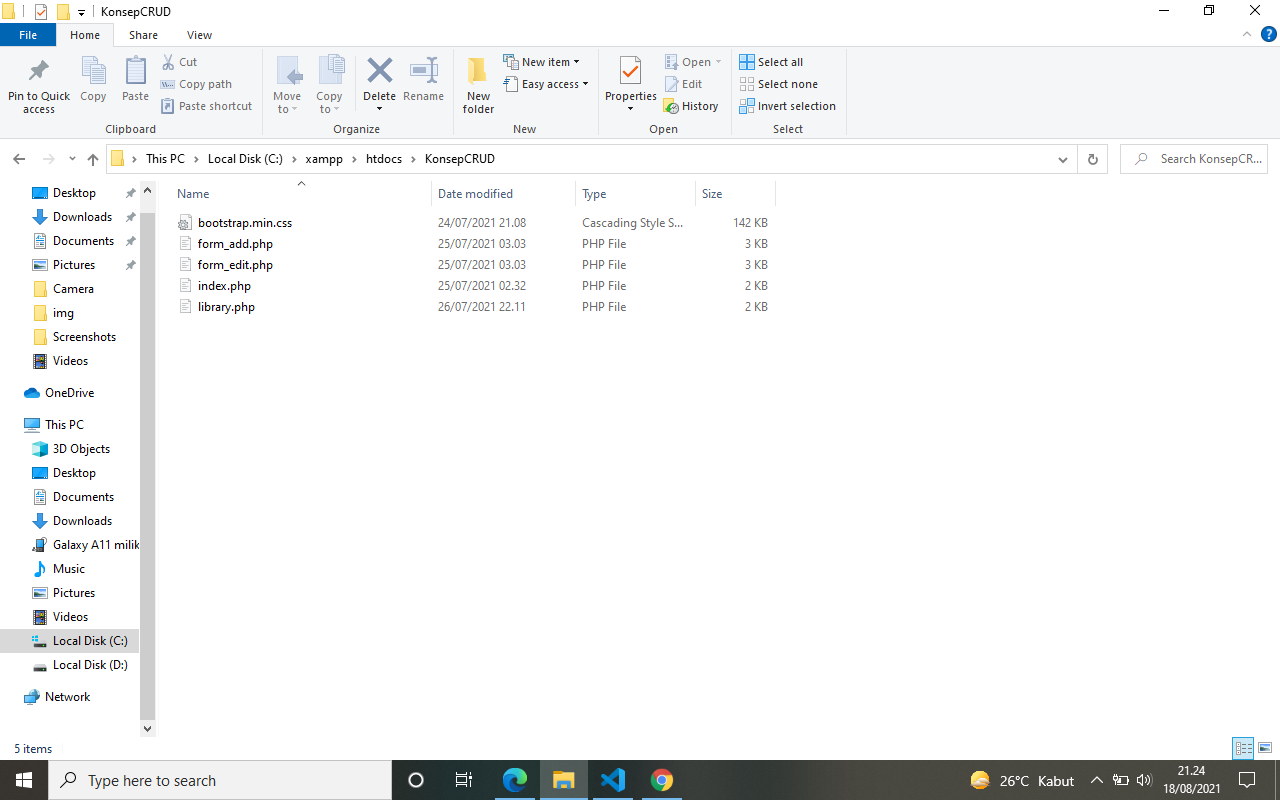 KonsepCRUD
File Home Share View
Pin to Quick access
Copy
Paste
Cut
Copy path
Paste shortcut
Clipboard
Move to
Copy to
Delete
Rename
Organize
New folder
New item
Easy access
New
Properties
Open
Edit
History
Open
Select all
Select none
Invert selection
Select
This PC Local Disk (C:) xampp htdocs KonsepCRUD
Search KonsepCR...
Desktop
Downloads
Documents
Pictures
Camera
img
Screenshots
Videos
OneDrive
This PC
3D Objects
Desktop
Documents
Downloads
Galaxy A11 milik
Music
Pictures
Videos
Local Disk (C:)
Local Disk (D:)
Network
Name Date modified Type Size
bootstrap.min.css 24/07/2021 21.08 Cascading Style S... 142 KB
form_add.php 25/07/2021 03.03 PHP File 3 KB
form_edit.php 25/07/2021 03.03 PHP File 3 KB
index.php 25/07/2021 02.32 PHP File 2 KB
library.php 26/07/2021 22.11 PHP File 2 KB
5 items
Type here to search
26°C Kabut
21.24
18/08/2021